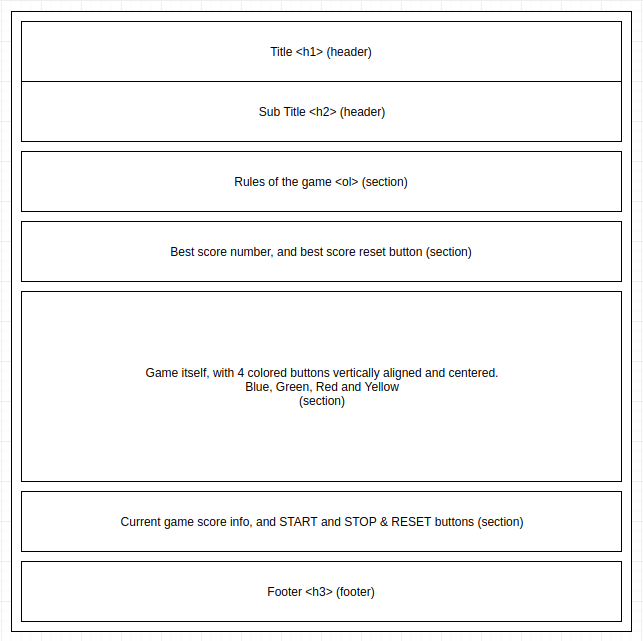 Title <h1> (header)
Sub Title <h2> (header)
Rules of the game <ol> (section)
Best score number, and best score reset button (section)
Game itself, with 4 colored buttons vertically aligned and centered.
Blue, Green, Red and Yellow
(section)
Current game score info, and START and STOP & RESET buttons (section)
Footer <h3> (footer)